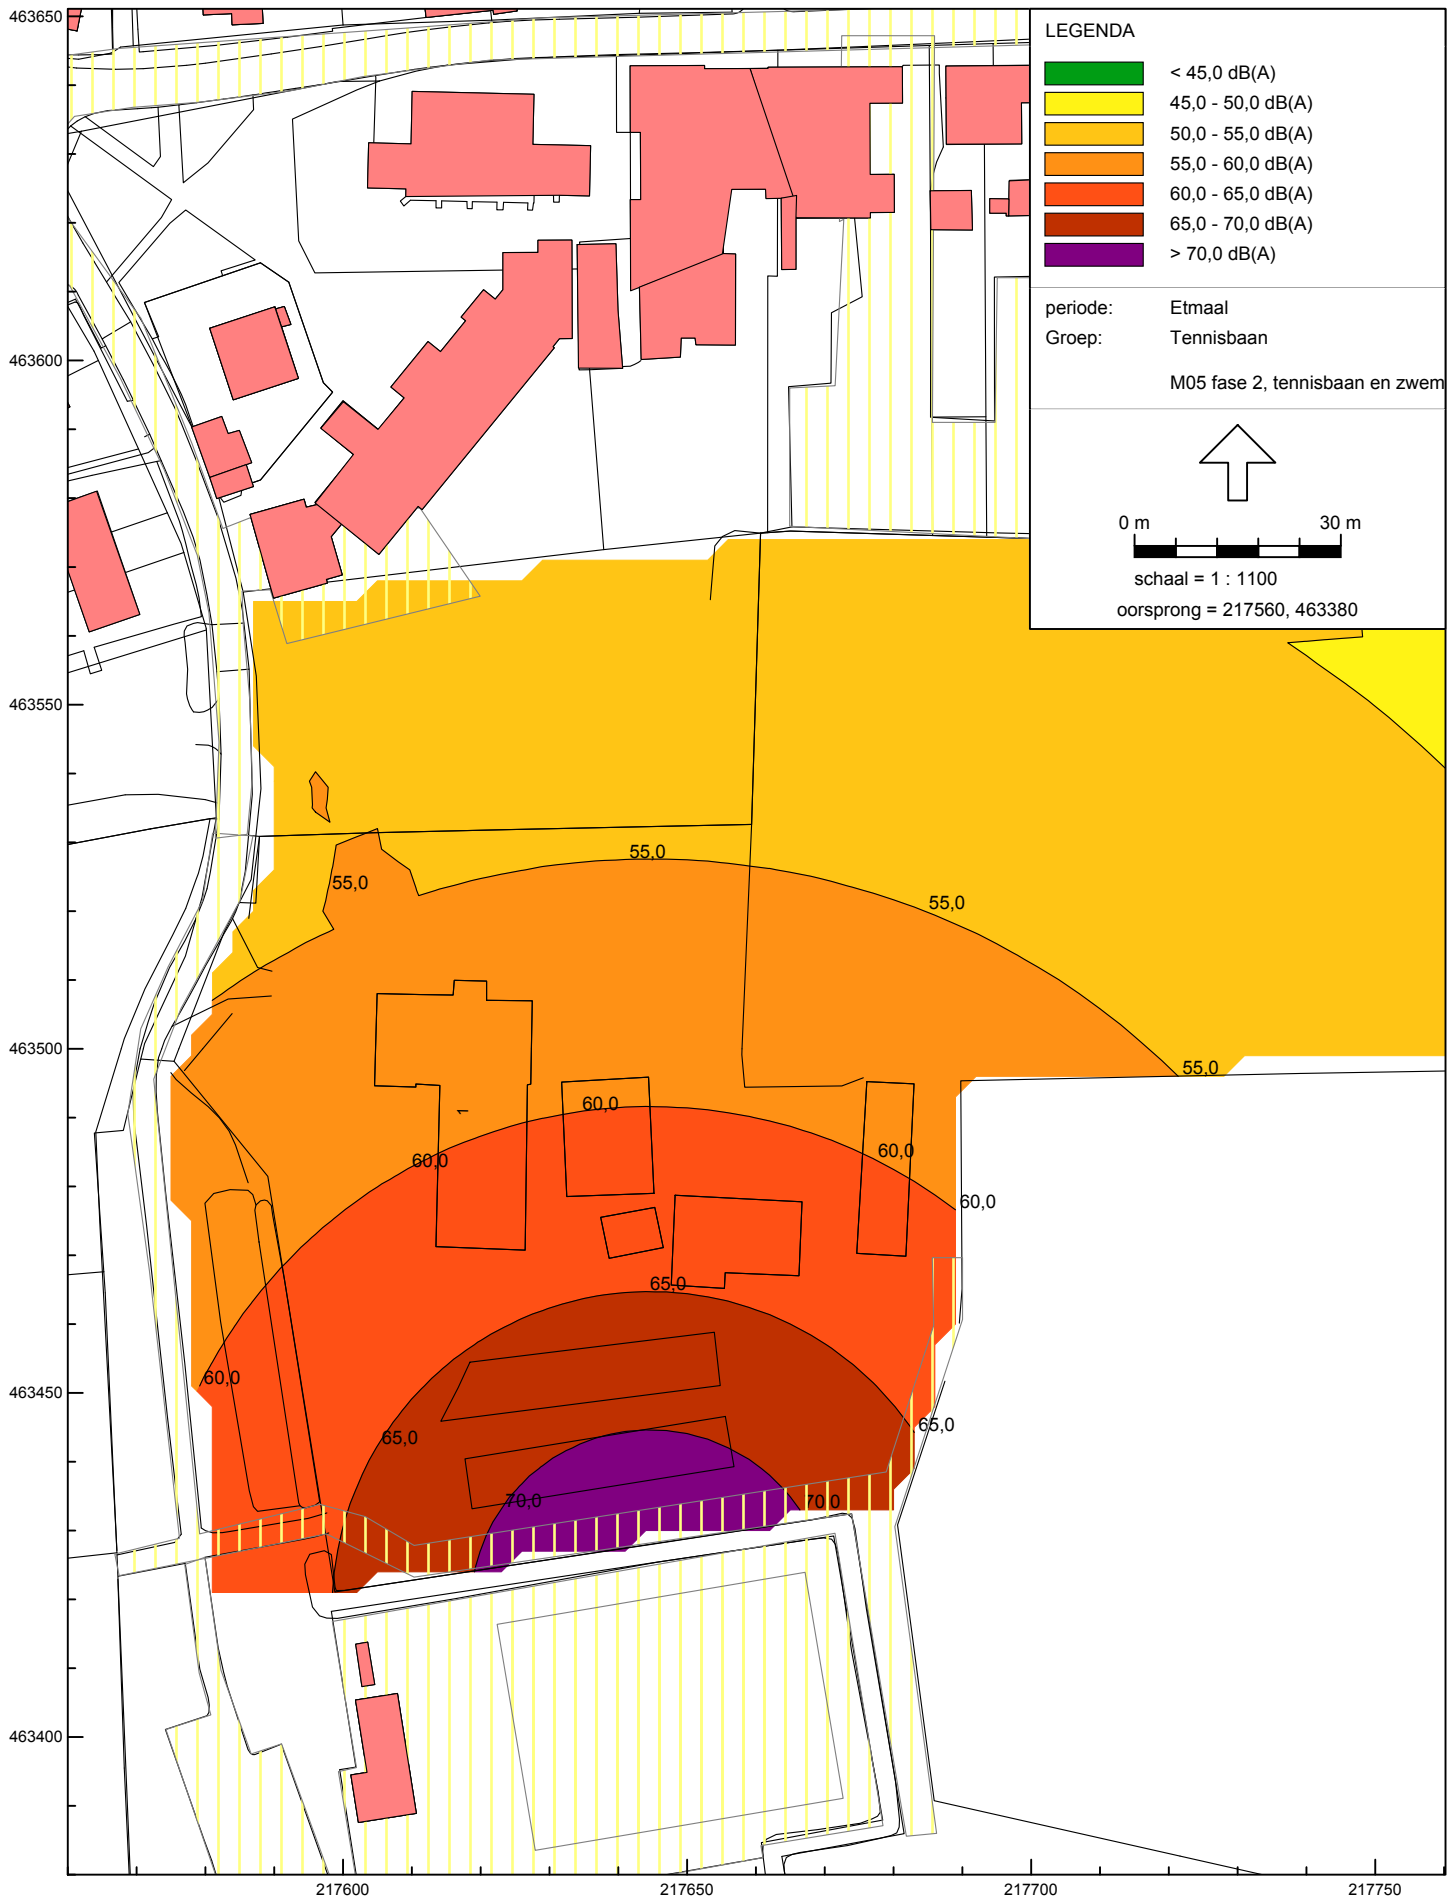 463650
LEGENDA
< 45,0 dB(A)
45,0 - 50,0 dB(A)
50,0 - 55,0 dB(A)
55,0 - 60,0 dB(A)
60,0 - 65,0 dB(A)
65,0 - 70,0 dB(A)
> 70,0 dB(A)
periode: Etmaal
Groep: Tennisbaan
M05 fase 2, tennisbaan en zwem
0 m 30 m
schaal = 1 : 1100
oorsprong = 217560, 463380
463600
463550
55,0
55,0
55,0
463500
55,0
60,0
1
60,0
60,0
60,0
65,0
60,0
463450
65,0
65,0
70,0
70,0
463400
217600 217650 217700 217750